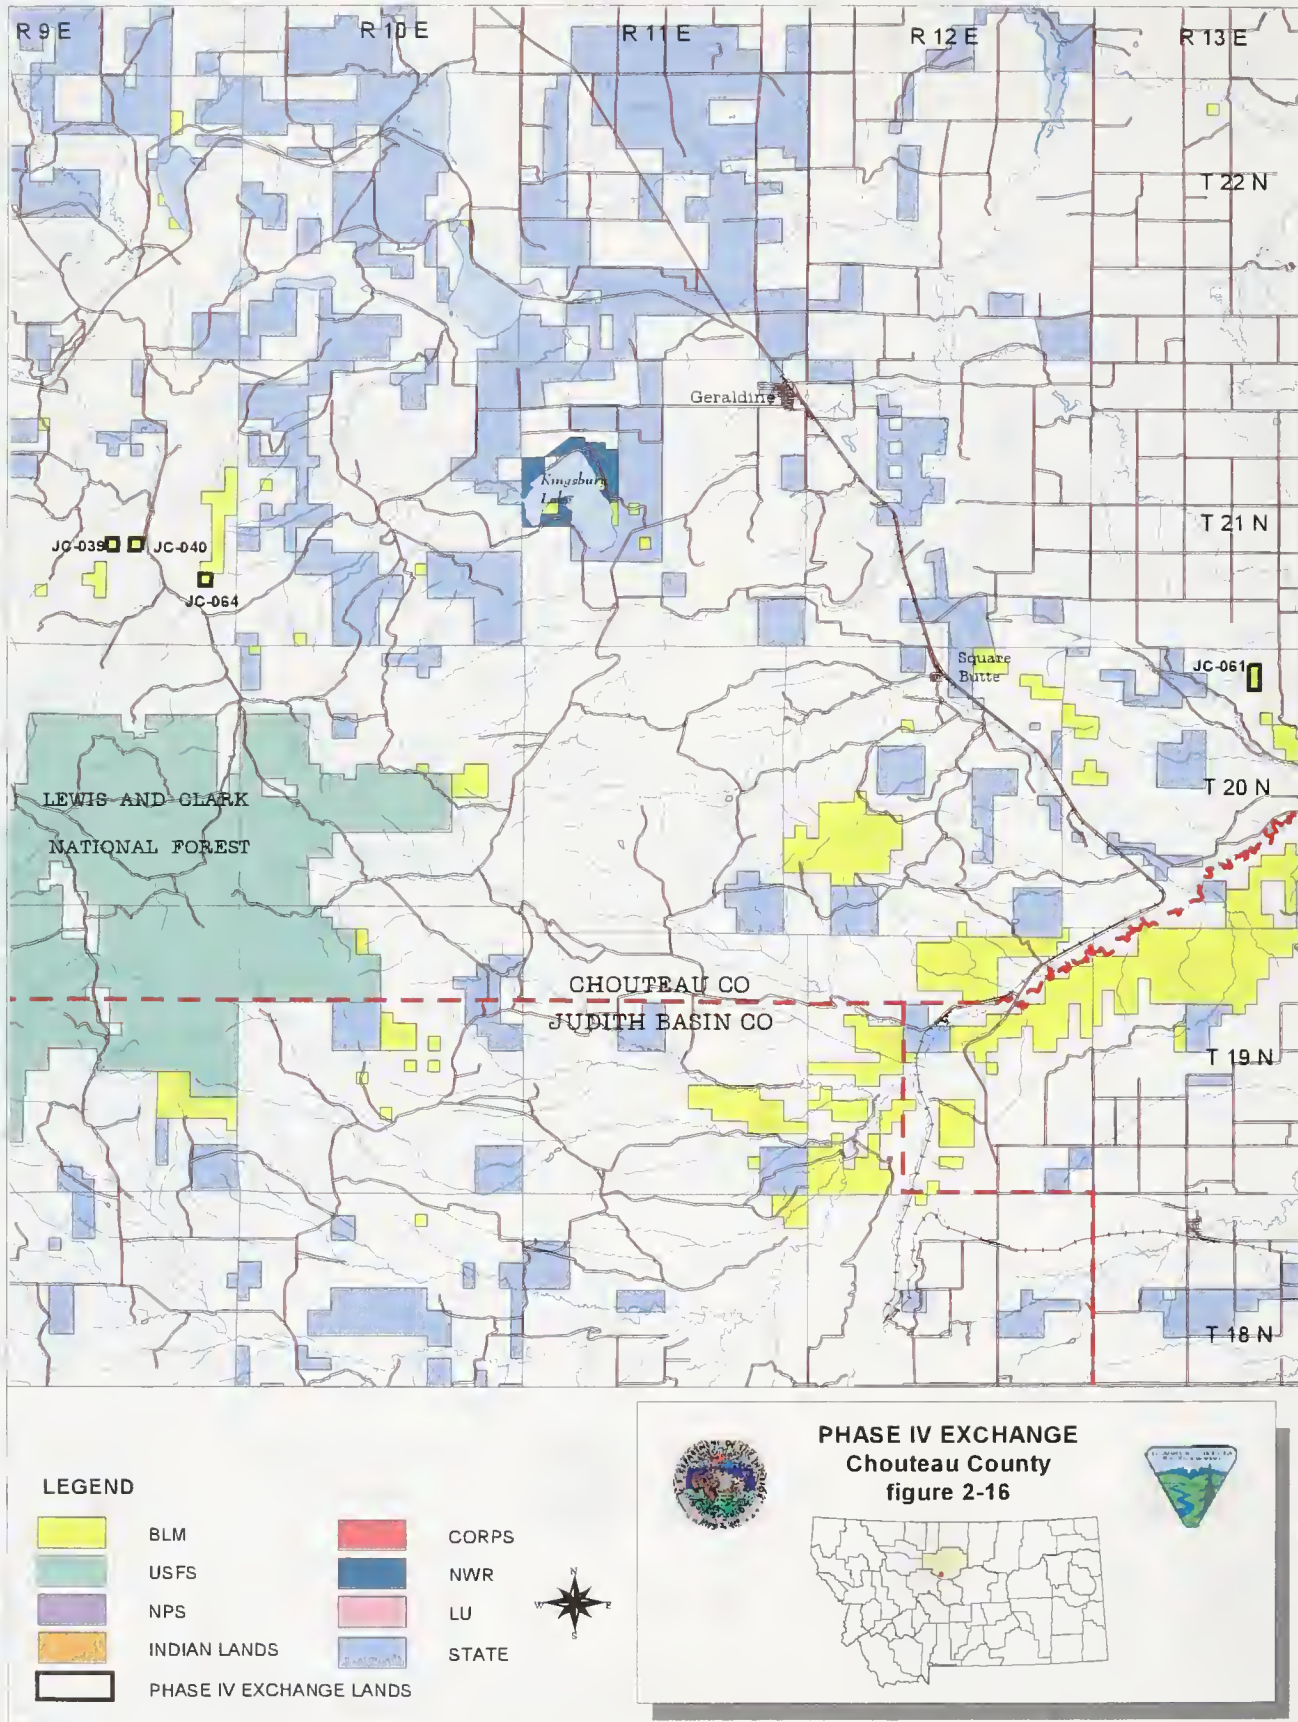 R 9 E
R 10 E
R 11 E
R 12 E
R 13 E
T 22 N
Geraldine
Kingsbury
Lake
T 21 N
JC-039
JC-040
JC-064
Square
Butte
JC-061
T 20 N
LEWIS AND CLARK
NATIONAL FOREST
CHOUTEAU CO
JUDITH BASIN CO
T 19 N
T 18 N
LEGEND
BLM
USFS
NPS
INDIAN LANDS
PHASE IV EXCHANGE LANDS
CORPS
NWR
LU
STATE
N
W
E
S
PHASE IV EXCHANGE
Chouteau County
figure 2-16